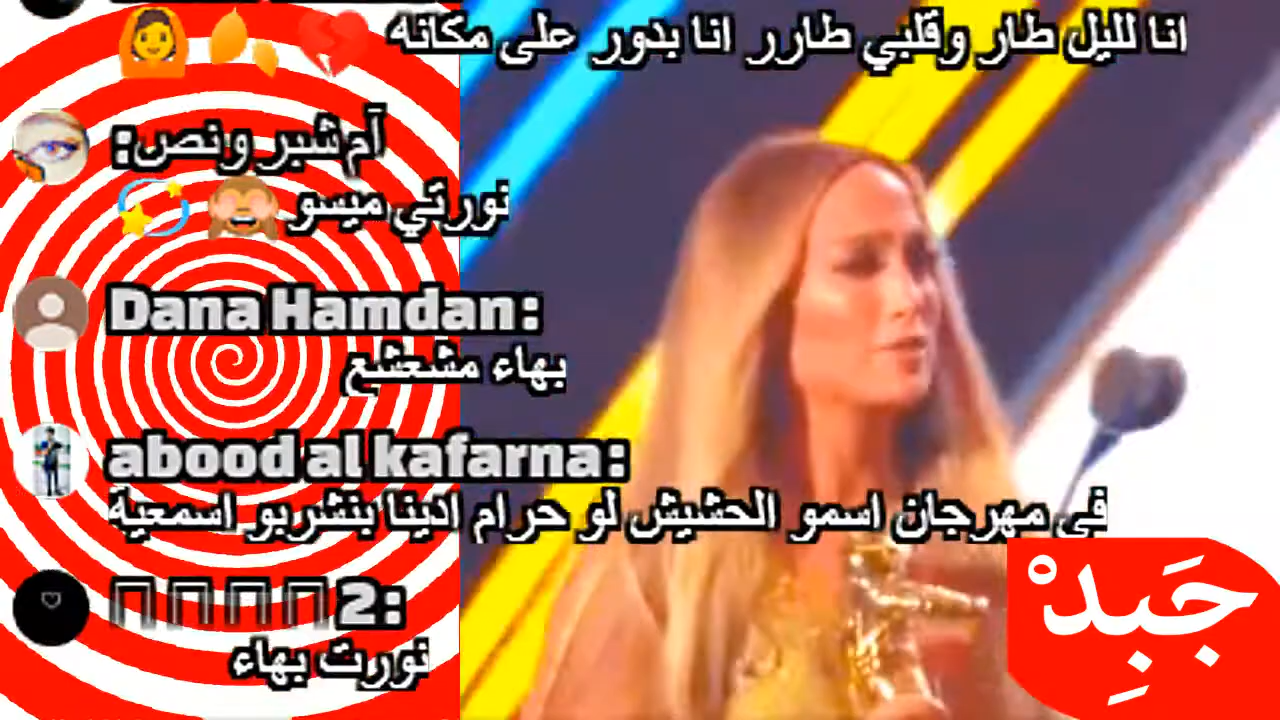 انا لليل طار وقلبي طارر انا بدور على مكانه 💔🍂🙆
آم شبر ونص:
نورتي ميسو 🙈💫
Dana Hamdan:
بهاء مشعشع
abood al kafarna:
في مهرجان اسمو الحشيش لو حرام ادينا بنشربو اسمعية
2:
نورت بهاء
جَبِدْ